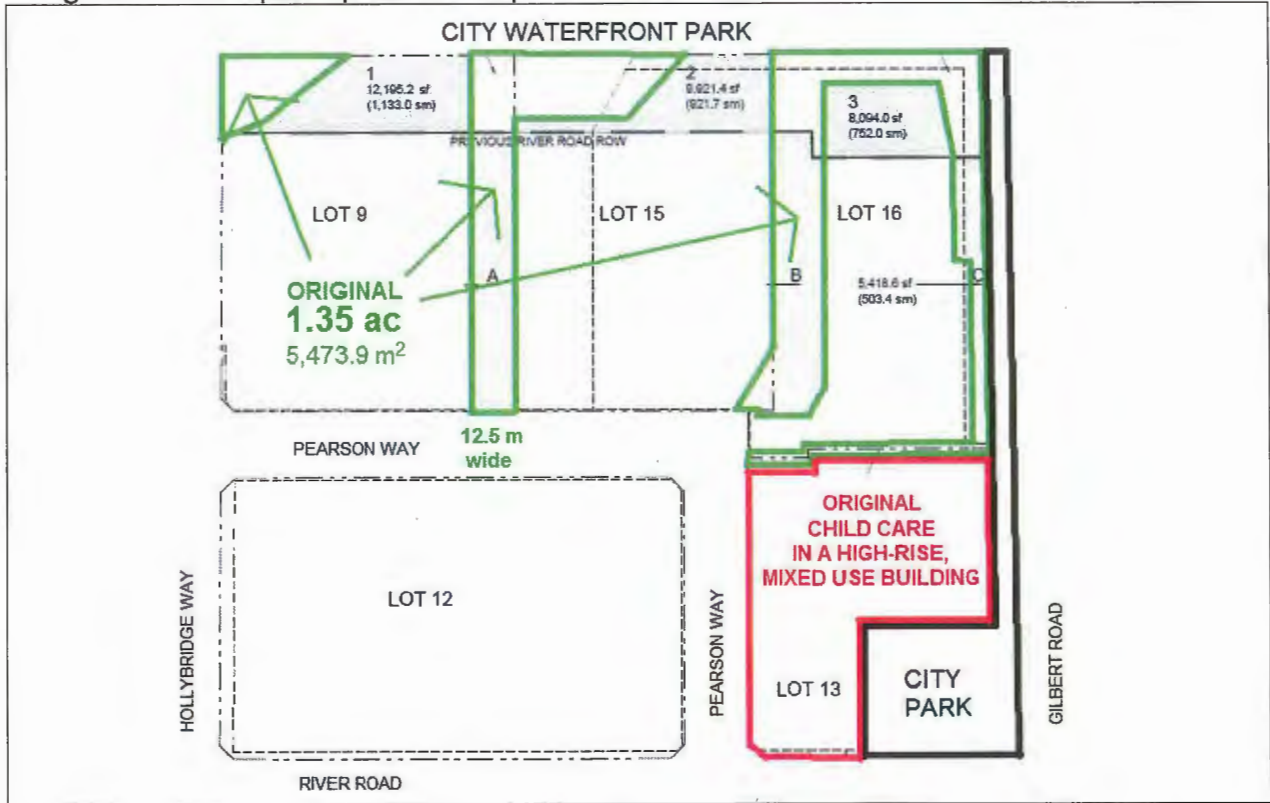 CITY WATERFRONT PARK
1
12,195.2 sf
(1,133.0 sm)
2
9,921.4 sf
(921.7 sm)
3
8,094.0 sf
(752.0 sm)
PREVIOUS RIVER ROAD ROW
LOT 9
LOT 15
LOT 16
A
B
C
5,418.6 sf
(503.4 sm)
ORIGINAL
1.35 ac
5,473.9 m²
PEARSON WAY
12.5 m
wide
ORIGINAL
CHILD CARE
IN A HIGH-RISE,
MIXED USE BUILDING
LOT 12
HOLLYBRIDGE WAY
PEARSON WAY
LOT 13
CITY
PARK
GILBERT ROAD
RIVER ROAD